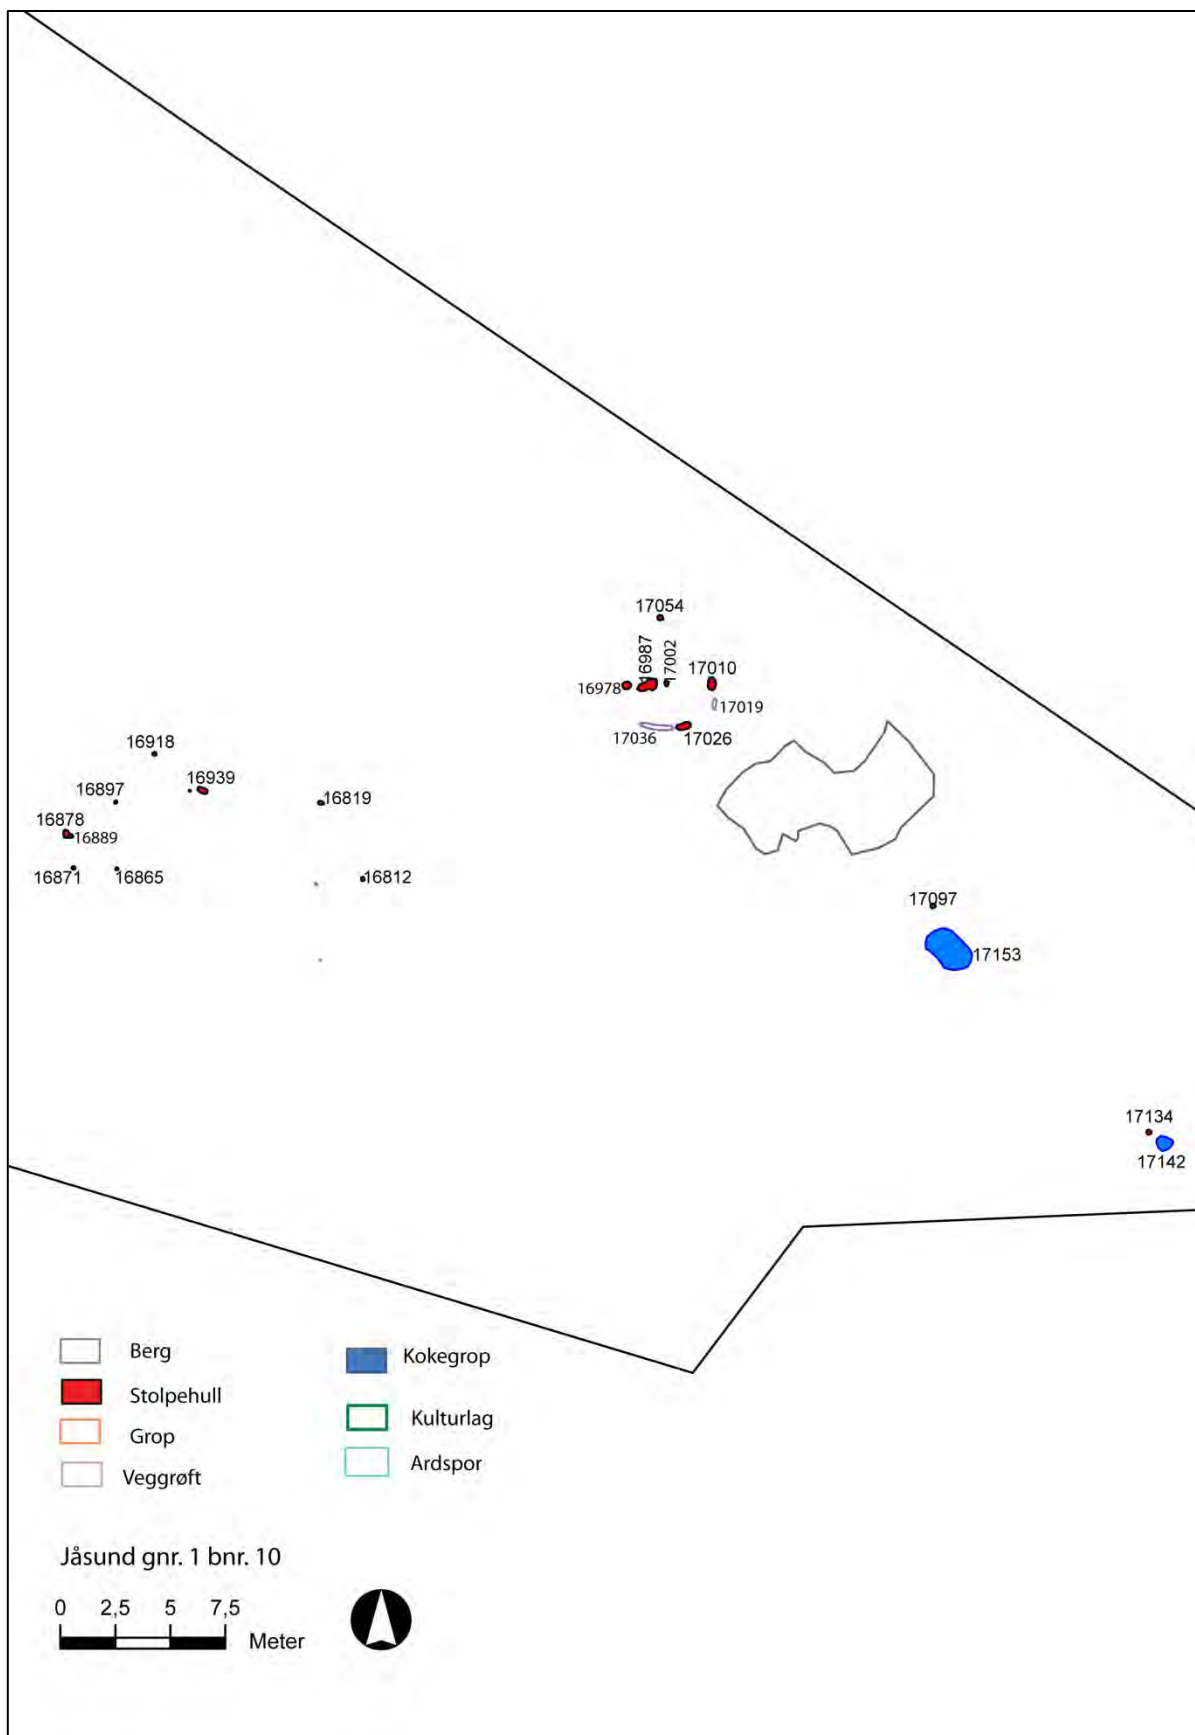 17054
16987
17002
17010
16978
17019
17036
17026
16918
16939
16897
16819
16878
16889
16871
16865
16812
17097
17153
17134
17142
Berg
Stolpehull
Grop
Veggrøft
Kokegrop
Kulturlag
Ardspor
Jåsund gnr. 1 bnr. 10
0 2,5 5 7,5
Meter